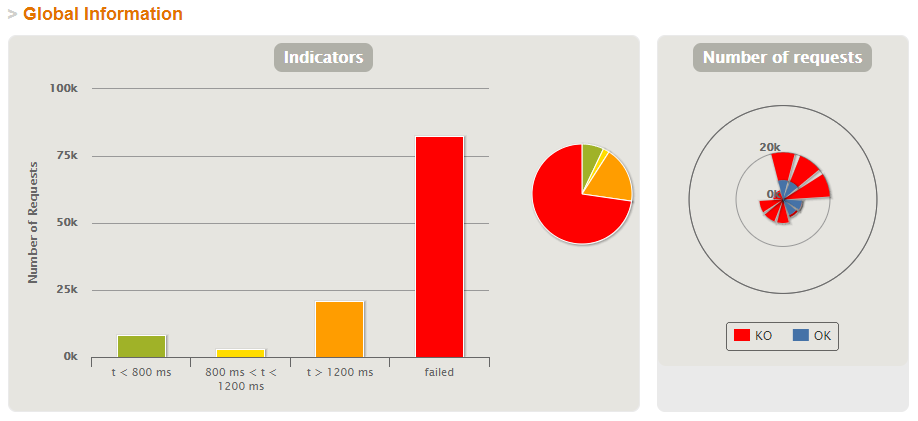 > Global Information
Indicators
100k
75k
50k
25k
0k
Number of Requests
t < 800 ms
800 ms < t <
1200 ms
t > 1200 ms
failed
Number of requests
20k
0k
KO
OK